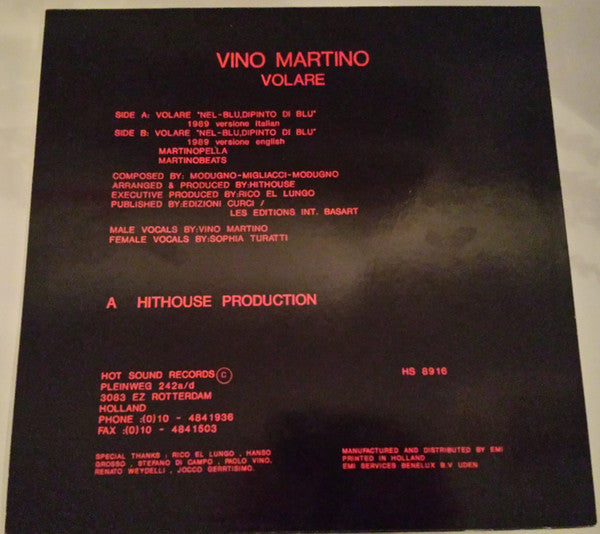 VINO MARTINO
VOLARE
SIDE A: VOLARE "NEL-BLU,DIPINTO DI BLU"
1989 versione italian
SIDE B: VOLARE "NEL-BLU,DIPINTO DI BLU"
1989 versione english
MARTINOPELLA
MARTINOBEATS
COMPOSED BY: MODUGNO-MIGLIACCI-MODUGNO
ARRANGED & PRODUCED BY:HITHOUSE
EXECUTIVE PRODUCED BY:RICO EL LUNGO
PUBLISHED BY:EDIZIONI CURCI /
LES EDITIONS INT. BASART
MALE VOCALS BY:VINO MARTINO
FEMALE VOCALS BY:SOPHIA TURATTI
A HITHOUSE PRODUCTION
HOT SOUND RECORDS ©
HS 8916
PLEINWEG 242a/d
3083 EZ ROTTERDAM
HOLLAND
PHONE :(0)10 - 4841936
FAX :(0)10 - 4841503
SPECIAL THANKS : RICO EL LUNGO , HANSO
GROSSO , STEFANO DI CAMPO , PAOLO VINO,
RENATO WEYDELLI , JOCCO GERRTISIMO.
MANUFACTURED AND DISTRIBUTED BY EMI
PRINTED IN HOLLAND
EMI SERVICES BENELUX B.V UDEN